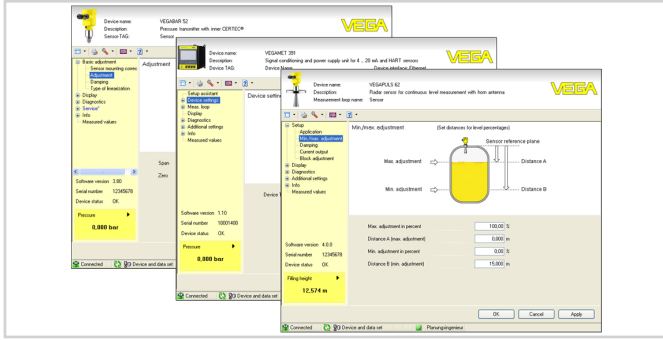 Device name: VEGABAR 52
Description: Pressure transmitter with inner CERTEC®
Sensor TAG: Sensor
VEGA
Basic adjustment
Sensor mounting correc
Adjustment
Damping
Type of linearization
Display
Diagnostics
Service
Info
Measured values
Adjustment
Span
Zero
Software version 3.80
Serial number 12345678
Device status OK
Pressure
0,000 bar
Connected Device and data set
Device name: VEGAMET 391
Description: Signal conditioning and power supply unit for 4 .. 20 mA and HART sensors
Device TAG: Device Name Device interface: Ethernet
VEGA
Setup assistant
Device settings
Meas. loop
Display
Diagnostics
Additional settings
Info
Measured values
Device settin
Device T
Software version 1.10
Serial number 10001400
Device status OK
Pressure
0,000 bar
Connected Device and data set
Device name: VEGAPULS 62
Description: Radar sensor for continuous level measurement with horn antenna
Measurement loop name: Sensor
VEGA
Setup
Application
Min./max. adjustment
Damping
Current output
Block adjustment
Display
Diagnostics
Additional settings
Info
Measured values
Min./max. adjustment (Set distances for level percentages)
Sensor reference plane
Max. adjustment Distance A
Min. adjustment Distance B
Max. adjustment in percent 100,00 %
Distance A (max. adjustment) 0,000 m
Min. adjustment in percent 0,00 %
Distance B (min. adjustment) 15,000 m
Software version 4.0.0
Serial number 12345678
Device status OK
Filling height
12,574 m
OK Cancel Apply
Connected Device and data set Planungsingenieur